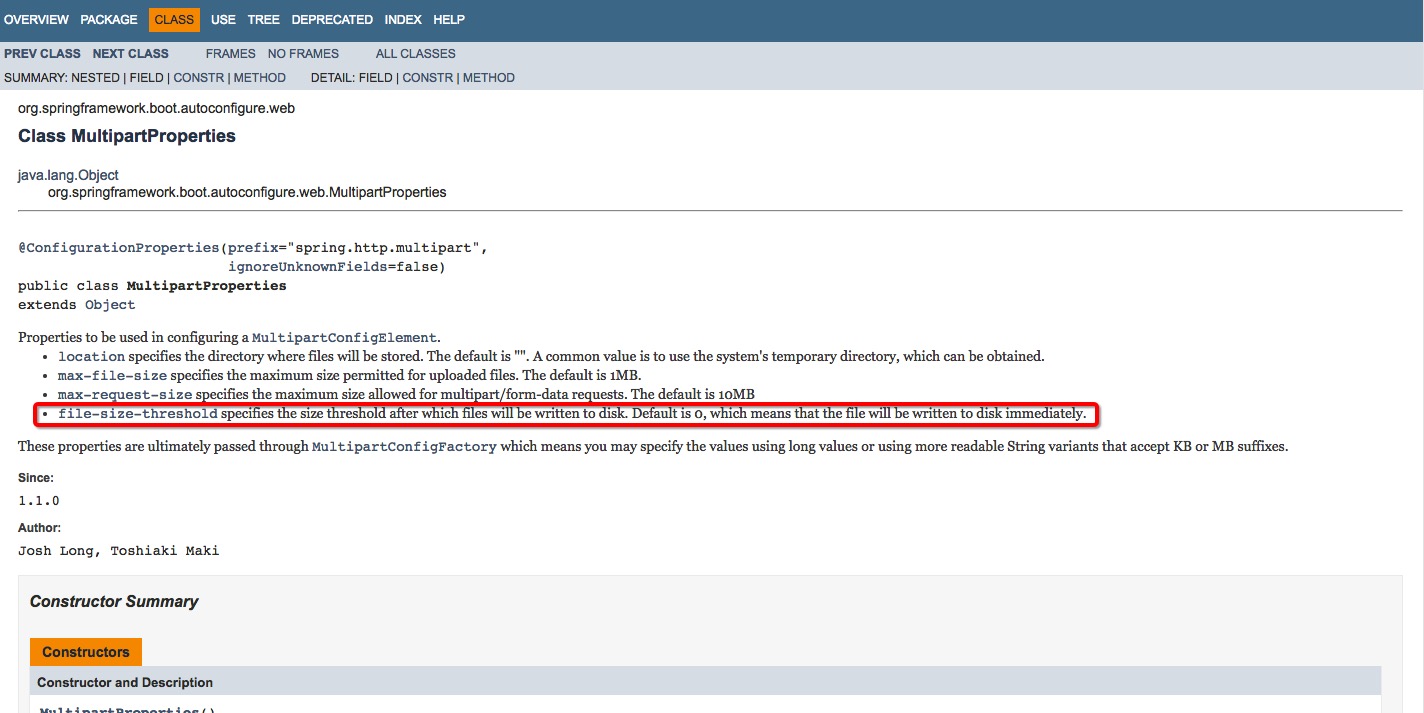 OVERVIEW PACKAGE CLASS USE TREE DEPRECATED INDEX HELP
PREV CLASS NEXT CLASS FRAMES NO FRAMES ALL CLASSES
SUMMARY: NESTED | FIELD | CONSTR | METHOD DETAIL: FIELD | CONSTR | METHOD
org.springframework.boot.autoconfigure.web
Class MultipartProperties
java.lang.Object
org.springframework.boot.autoconfigure.web.MultipartProperties
@ConfigurationProperties(prefix="spring.http.multipart",
ignoreUnknownFields=false)
public class MultipartProperties
extends Object
Properties to be used in configuring a MultipartConfigElement.
• location specifies the directory where files will be stored. The default is "". A common value is to use the system's temporary directory, which can be obtained.
• max-file-size specifies the maximum size permitted for uploaded files. The default is 1MB.
• max-request-size specifies the maximum size allowed for multipart/form-data requests. The default is 10MB
• file-size-threshold specifies the size threshold after which files will be written to disk. Default is 0, which means that the file will be written to disk immediately.
These properties are ultimately passed through MultipartConfigFactory which means you may specify the values using long values or using more readable String variants that accept KB or MB suffixes.
Since:
1.1.0
Author:
Josh Long, Toshiaki Maki
Constructor Summary
Constructors
Constructor and Description
MultipartProperties()